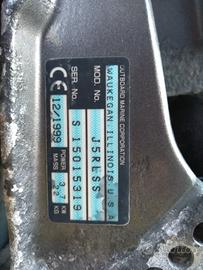 OUTBOARD MARINE CORPORATION
WAUKEGAN ILLINOIS U.S.A.
MOD. No. J5RLSS
SER. No. S 15015319
CE 12/1999
POWER 3.7 KW
MASS KG